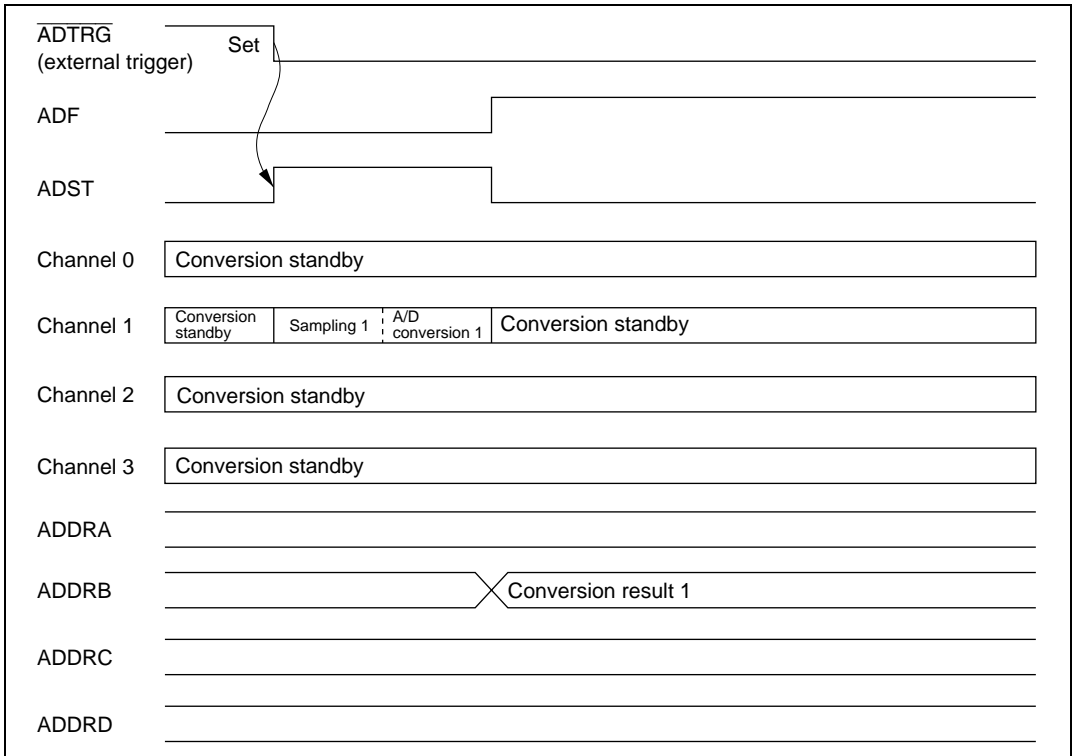 ADTRG
(external trigger)
Set
ADF
ADST
Channel 0
Conversion standby
Channel 1
Conversion
standby
Sampling 1
A/D
conversion 1
Conversion standby
Channel 2
Conversion standby
Channel 3
Conversion standby
ADDRA
ADDRB
Conversion result 1
ADDRC
ADDRD